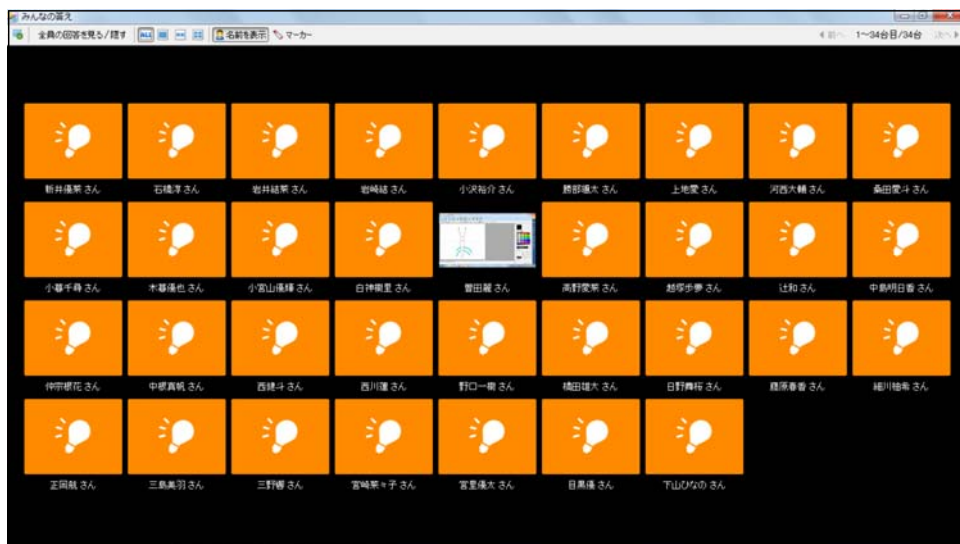 みんなの答え
全員の回答を見る/隠す ALL 名前を表示 マーカー 前へ 1～34台目/34台 次へ
新井優菜 さん 石橋淳 さん 岩井結菜 さん 岩崎結 さん 小沢裕介 さん 勝部颯太 さん 上地愛 さん 河西大輔 さん 桑田愛斗 さん
小暮千尋 さん 木暮優也 さん 小宮山優輝 さん 白神樹里 さん 曽田麗 さん 高野愛菜 さん 越塚歩夢 さん 辻和 さん 中島明日香 さん
仲宗根花 さん 中根真帆 さん 西健斗 さん 西川蓮 さん 野口一樹 さん 橋田雄大 さん 日野舞桜 さん 藤原春香 さん 細川柚希 さん
正岡航 さん 三島美羽 さん 三野響 さん 宮崎菜々子 さん 宮里優太 さん 目黒優 さん 下山ひなの さん